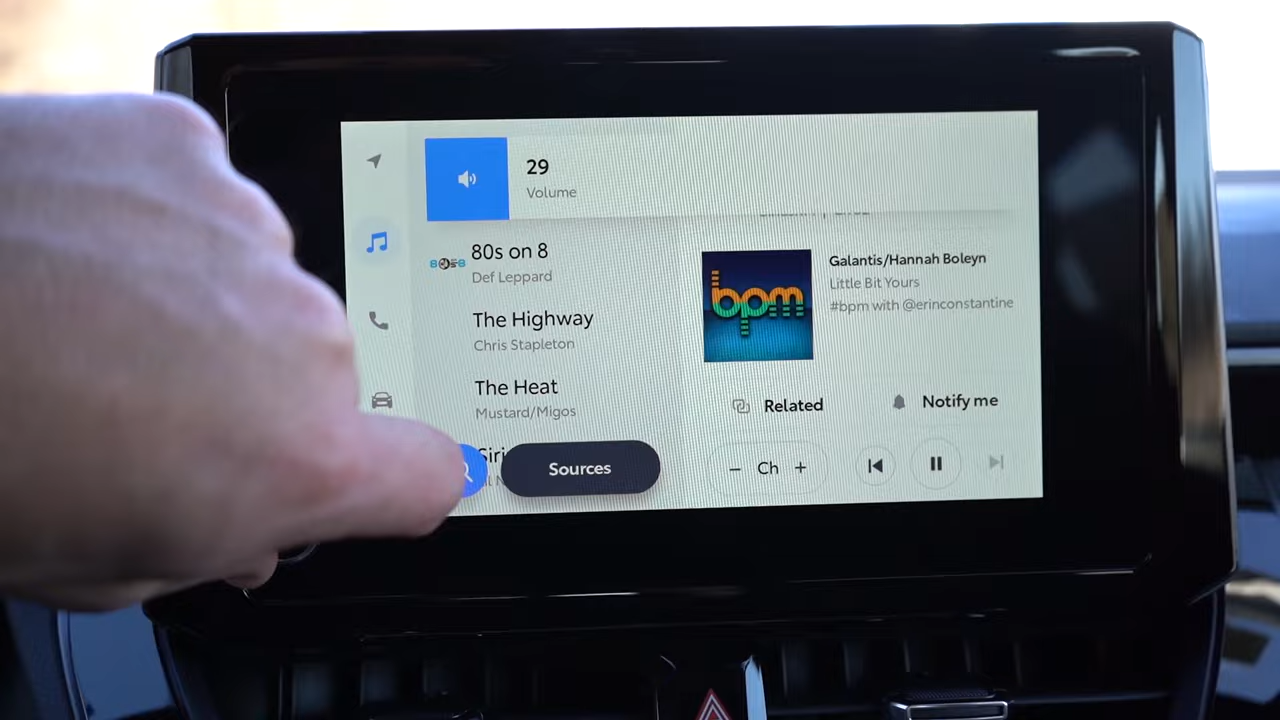 29
Volume
80s on 8
Def Leppard
The Highway
Chris Stapleton
The Heat
Mustard/Migos
Siri
Sources
bpm
Galantis/Hannah Boleyn
Little Bit Yours
#bpm with @erinconstantine
Related
Notify me
– Ch +